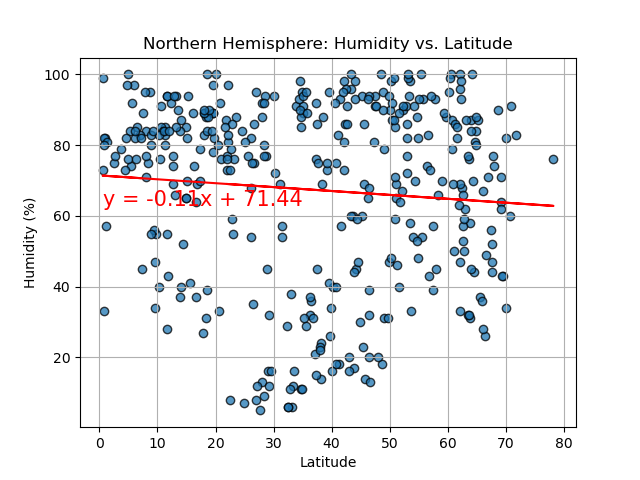 Northern Hemisphere: Humidity vs. Latitude
Humidity (%)
100
80
60
40
20
y = -0.11x + 71.44
0 10 20 30 40 50 60 70 80
Latitude